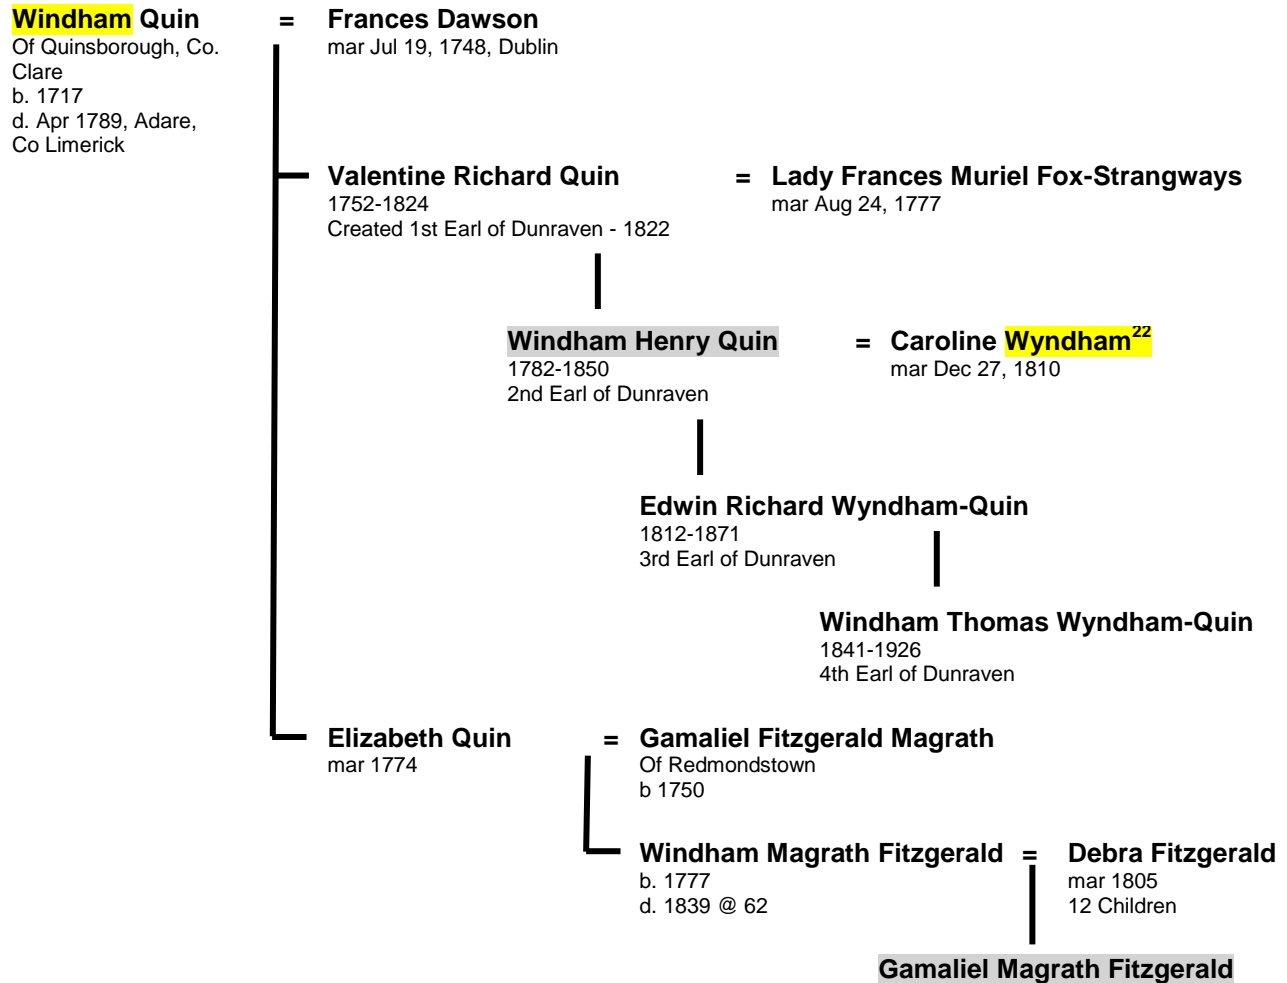 Windham Quin = Frances Dawson
Of Quinsborough, Co. mar Jul 19, 1748, Dublin
Clare
b. 1717
d. Apr 1789, Adare,
Co Limerick
Valentine Richard Quin = Lady Frances Muriel Fox-Strangways
1752-1824 mar Aug 24, 1777
Created 1st Earl of Dunraven - 1822
Windham Henry Quin = Caroline Wyndham22
1782-1850 mar Dec 27, 1810
2nd Earl of Dunraven
Edwin Richard Wyndham-Quin
1812-1871
3rd Earl of Dunraven
Windham Thomas Wyndham-Quin
1841-1926
4th Earl of Dunraven
Elizabeth Quin = Gamaliel Fitzgerald Magrath
mar 1774 Of Redmondstown
b 1750
Windham Magrath Fitzgerald = Debra Fitzgerald
b. 1777 mar 1805
d. 1839 @ 62 12 Children
Gamaliel Magrath Fitzgerald